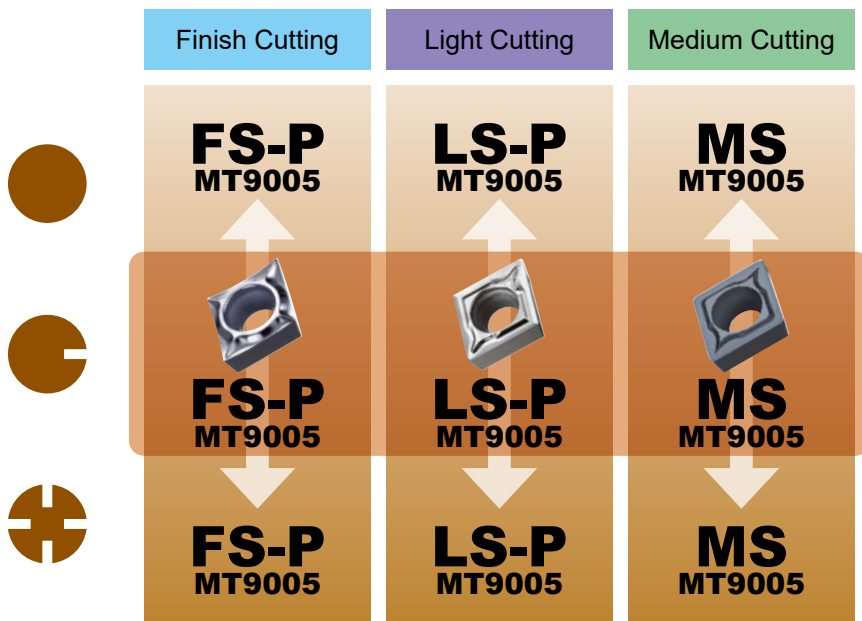 Finish Cutting
Light Cutting
Medium Cutting
FS-P
MT9005
LS-P
MT9005
MS
MT9005
FS-P
MT9005
LS-P
MT9005
MS
MT9005
FS-P
MT9005
LS-P
MT9005
MS
MT9005